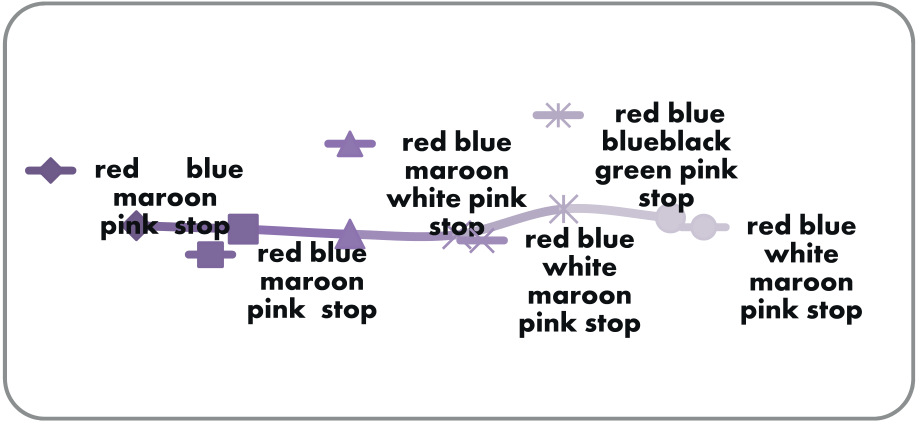 red blue
maroon
pink stop
red blue
maroon
pink stop
red blue
maroon
white pink
stop
red blue
white
maroon
pink stop
red blue
blueblack
green pink
stop
red blue
white
maroon
pink stop